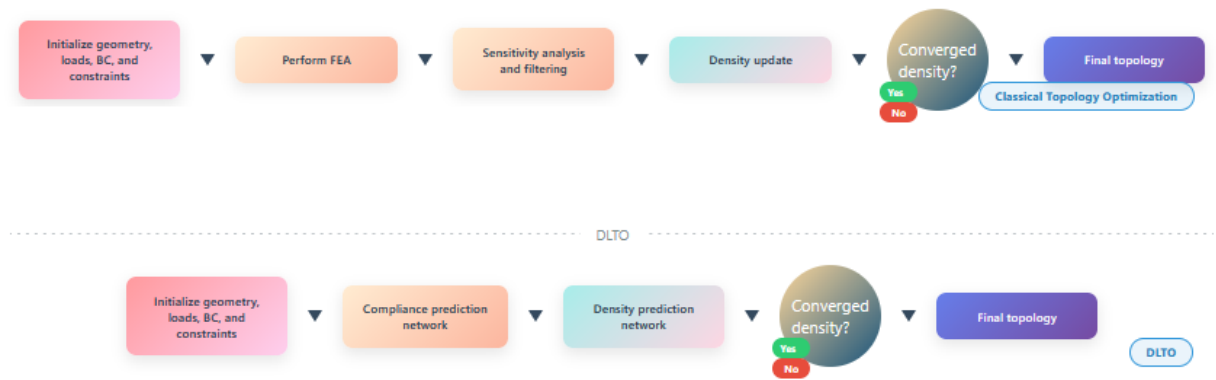 Initialize geometry,
loads, BC, and
constraints
Perform FEA
Sensitivity analysis
and filtering
Density update
Converged
density?
Yes
No
Final topology
Classical Topology Optimization
DLTO
Initialize geometry,
loads, BC, and
constraints
Compliance prediction
network
Density prediction
network
Converged
density?
Yes
No
Final topology
DLTO